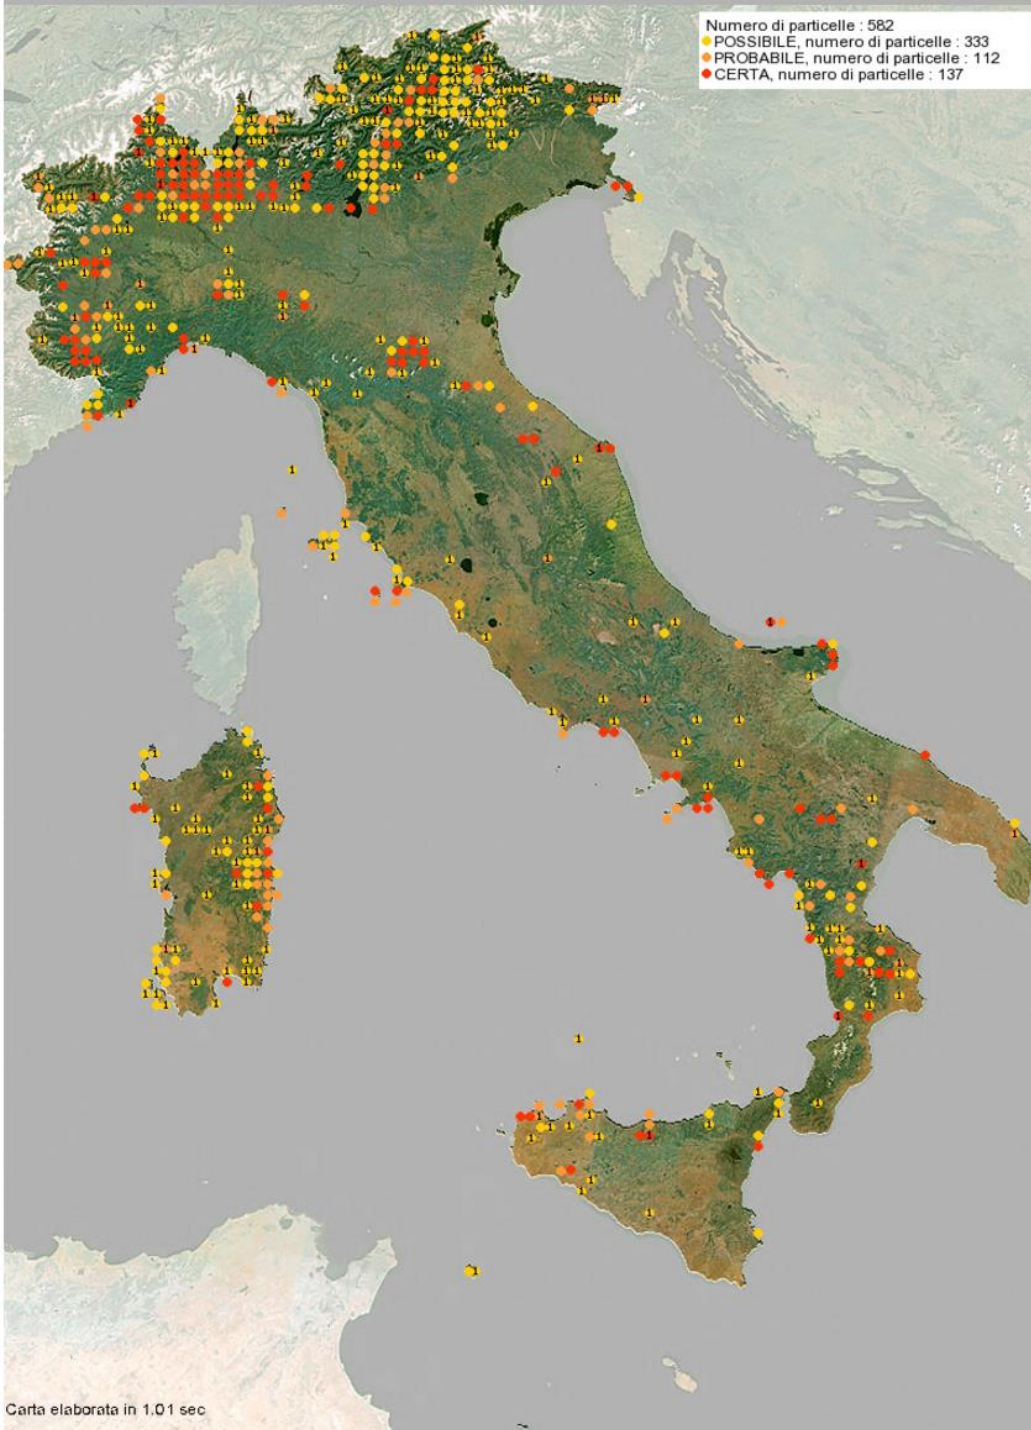 Numero di particelle : 582
POSSIBILE, numero di particelle : 333
PROBABILE, numero di particelle : 112
CERTA, numero di particelle : 137
Carta elaborata in 1.01 sec